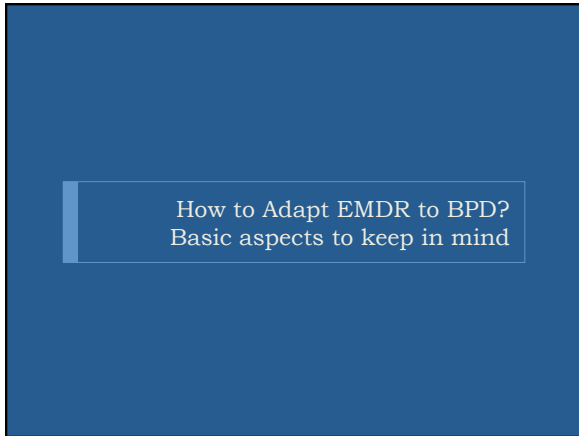 How to Adapt EMDR to BPD?
Basic aspects to keep in mind